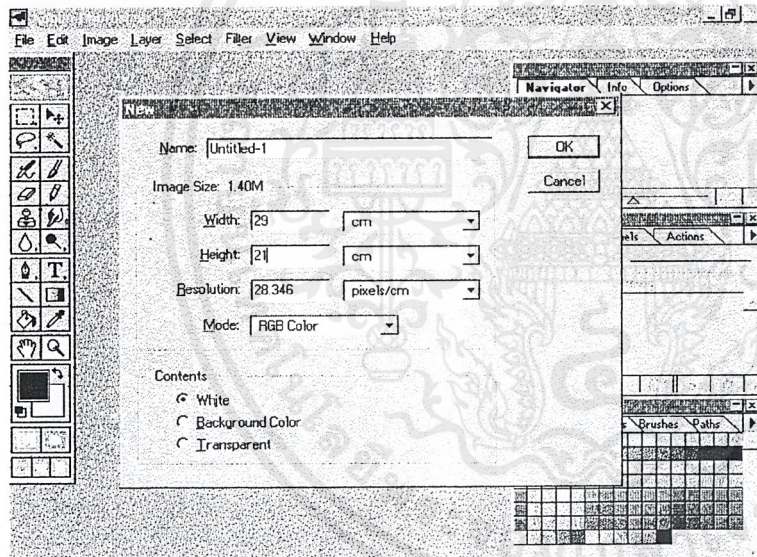 File Edit Image Layer Select Filter View Window Help
Navigator Info Options
New
Name: Untitled-1
OK
Image Size: 1.40M
Cancel
Width: 29 cm
Height: 21 cm
Actions
Resolution: 28.346 pixels/cm
Mode: RGB Color
Contents
White
Background Color
Transparent
Brushes Paths